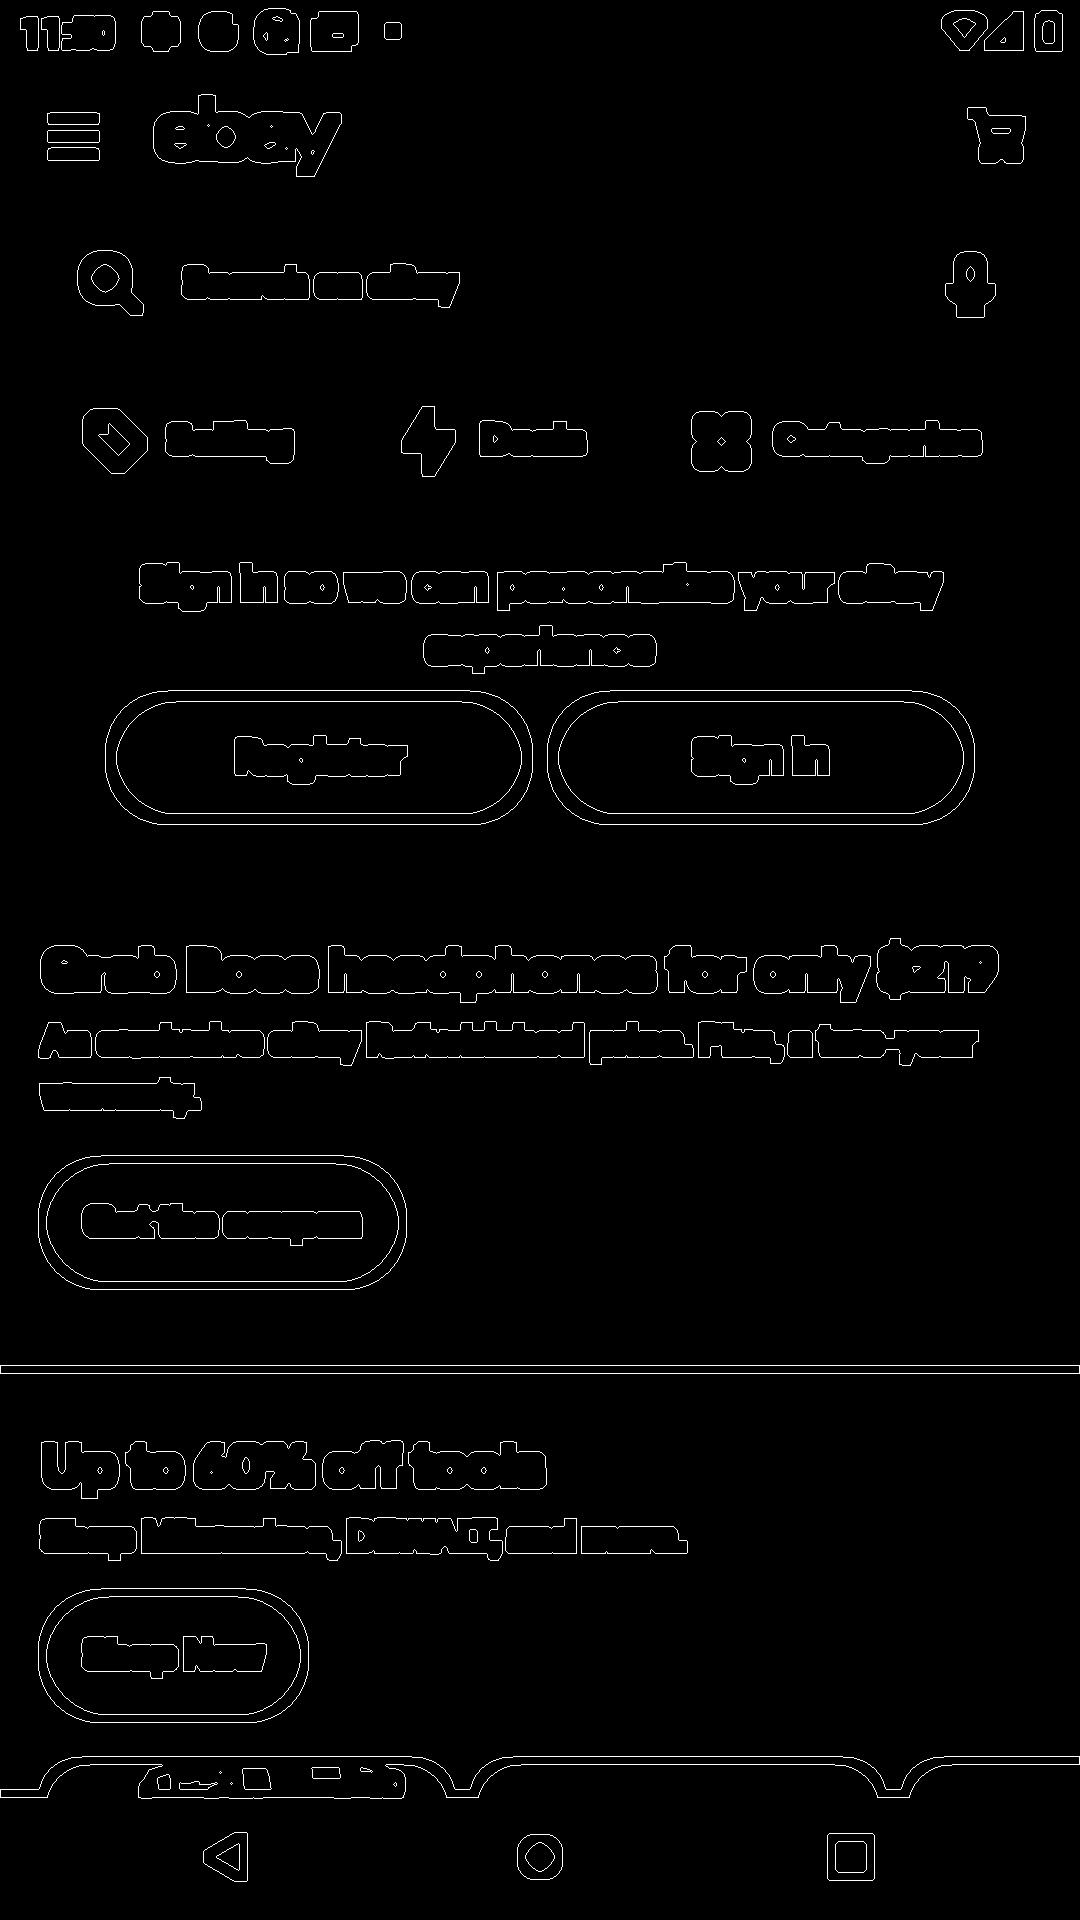 11:30
ebay
Search on eBay
Selling
Deals
Categories
Sign in so we can personalize your eBay
experience
Register
Sign in
Grab Bose headphones for only $219
An exclusive eBay Refurbished price. Plus, a two-year
warranty.
Get the coupon
Up to 60% off tools
Shop Milwaukee, DEWALT, and more.
Shop Now